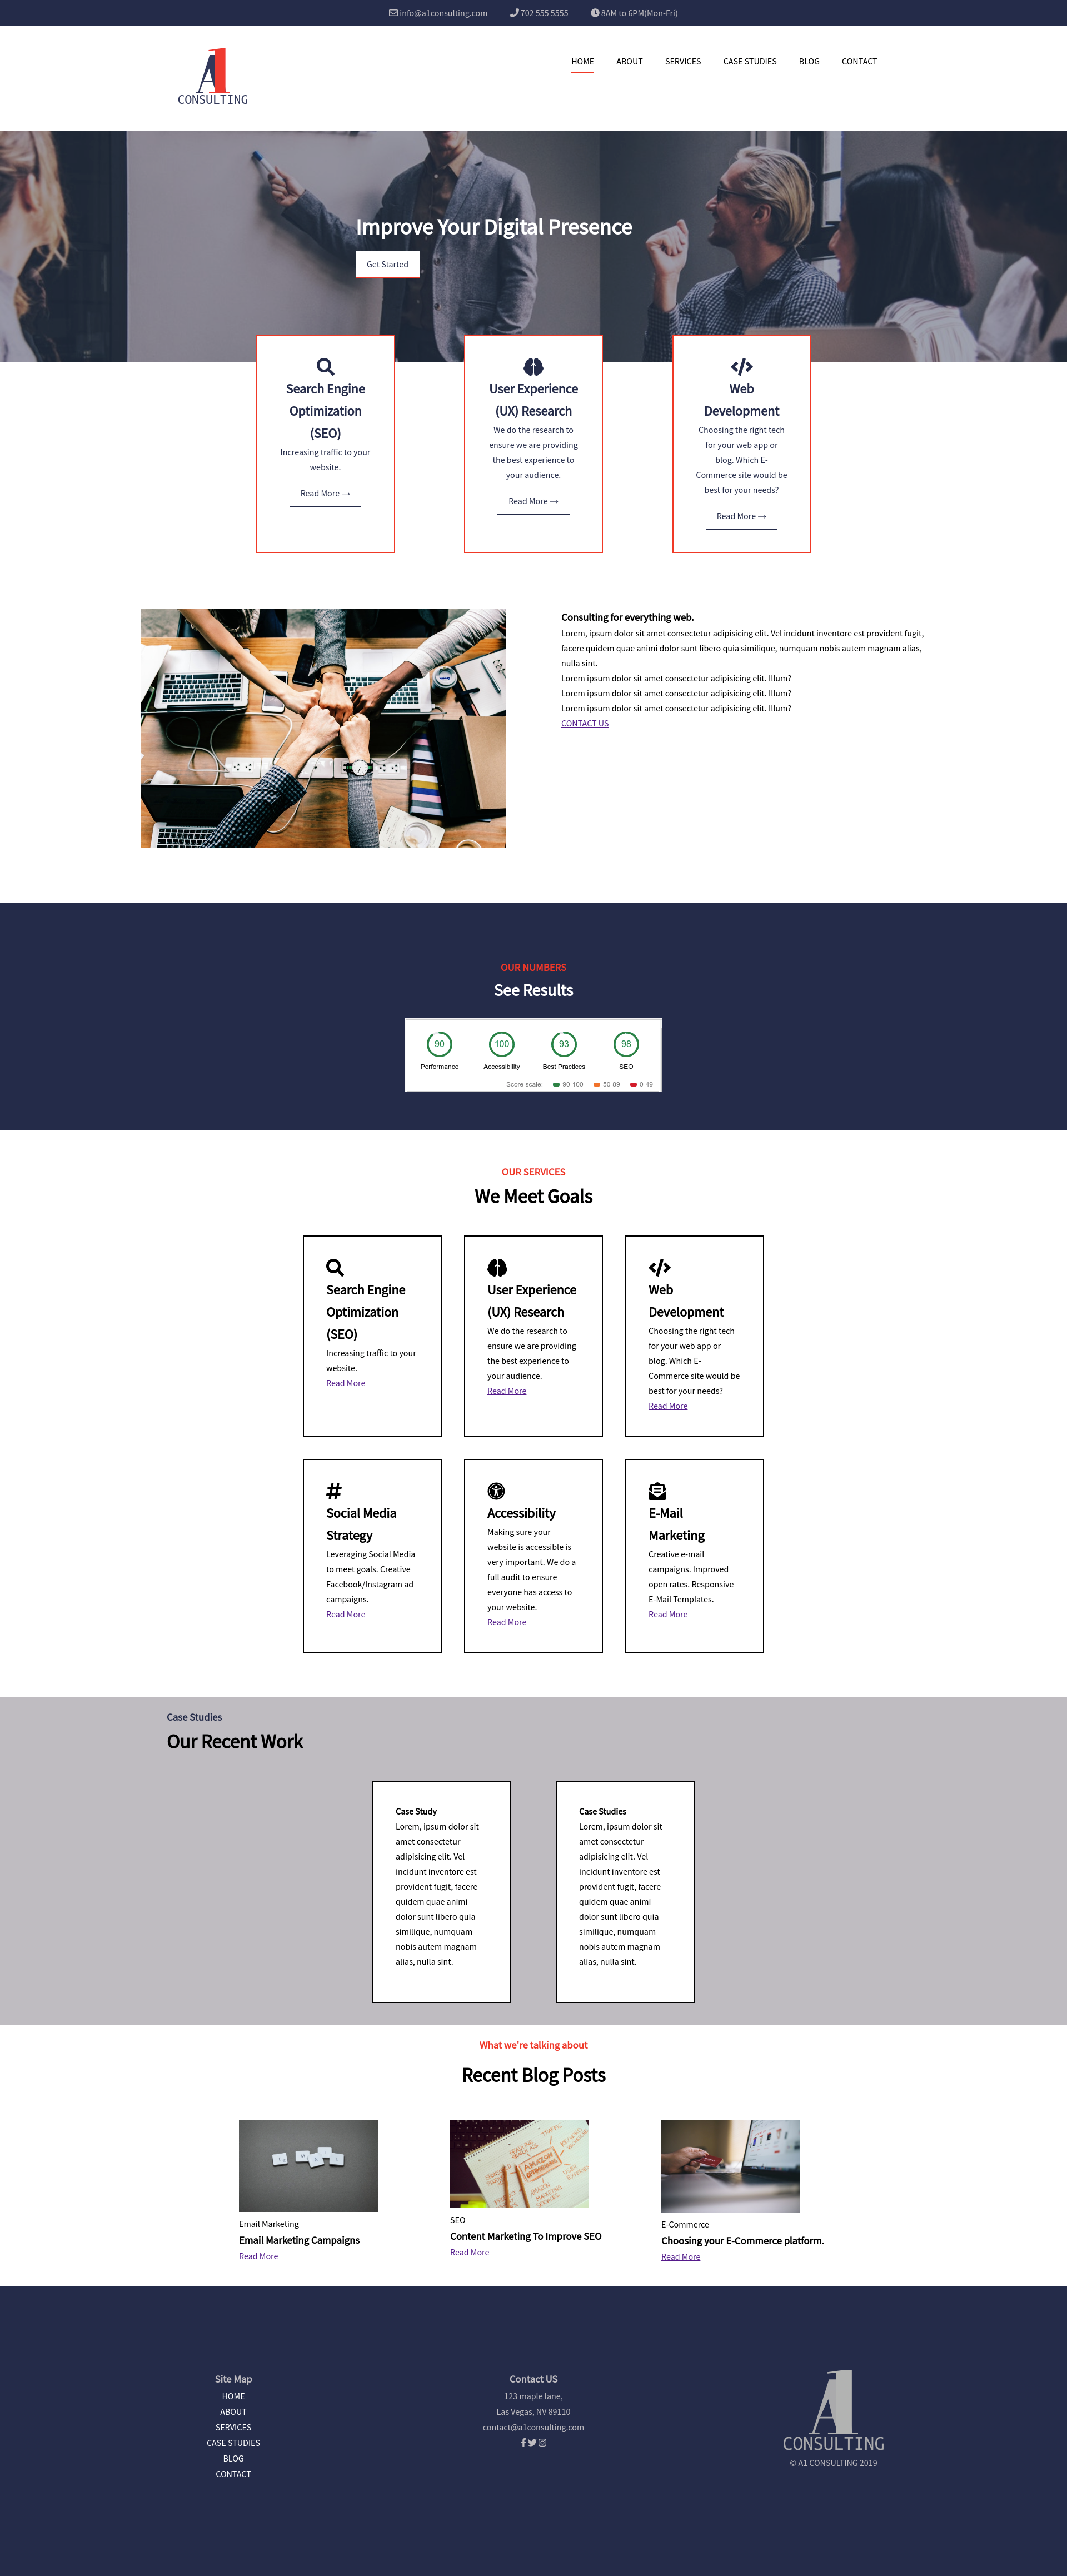 info@a1consulting.com 702 555 5555 8AM to 6PM(Mon-Fri)
A1
CONSULTING
HOME ABOUT SERVICES CASE STUDIES BLOG CONTACT
Improve Your Digital Presence
Get Started
Search Engine
Optimization
(SEO)
Increasing traffic to your
website.
Read More →
User Experience
(UX) Research
We do the research to
ensure we are providing
the best experience to
your audience.
Read More →
Web
Development
Choosing the right tech
for your web app or
blog. Which E-
Commerce site would be
best for your needs?
Read More →
Consulting for everything web.
Lorem, ipsum dolor sit amet consectetur adipisicing elit. Vel incidunt inventore est provident fugit,
facere quidem quae animi dolor sunt libero quia similique, numquam nobis autem magnam alias,
nulla sint.
Lorem ipsum dolor sit amet consectetur adipisicing elit. Illum?
Lorem ipsum dolor sit amet consectetur adipisicing elit. Illum?
Lorem ipsum dolor sit amet consectetur adipisicing elit. Illum?
CONTACT US
OUR NUMBERS
See Results
90 100 93 98
Performance Accessibility Best Practices SEO
Score scale: 90-100 50-89 0-49
OUR SERVICES
We Meet Goals
Search Engine
Optimization
(SEO)
Increasing traffic to your
website.
Read More
User Experience
(UX) Research
We do the research to
ensure we are providing
the best experience to
your audience.
Read More
Web
Development
Choosing the right tech
for your web app or
blog. Which E-
Commerce site would be
best for your needs?
Read More
Social Media
Strategy
Leveraging Social Media
to meet goals. Creative
Facebook/Instagram ad
campaigns.
Read More
Accessibility
Making sure your
website is accessible is
very important. We do a
full audit to ensure
everyone has access to
your website.
Read More
E-Mail
Marketing
Creative e-mail
campaigns. Improved
open rates. Responsive
E-Mail Templates.
Read More
Case Studies
Our Recent Work
Case Study
Lorem, ipsum dolor sit
amet consectetur
adipisicing elit. Vel
incidunt inventore est
provident fugit, facere
quidem quae animi
dolor sunt libero quia
similique, numquam
nobis autem magnam
alias, nulla sint.
Case Studies
Lorem, ipsum dolor sit
amet consectetur
adipisicing elit. Vel
incidunt inventore est
provident fugit, facere
quidem quae animi
dolor sunt libero quia
similique, numquam
nobis autem magnam
alias, nulla sint.
What we're talking about
Recent Blog Posts
Email Marketing
Email Marketing Campaigns
Read More
SEO
Content Marketing To Improve SEO
Read More
E-Commerce
Choosing your E-Commerce platform.
Read More
Site Map
HOME
ABOUT
SERVICES
CASE STUDIES
BLOG
CONTACT
Contact US
123 maple lane,
Las Vegas, NV 89110
contact@a1consulting.com
A1
CONSULTING
© A1 CONSULTING 2019